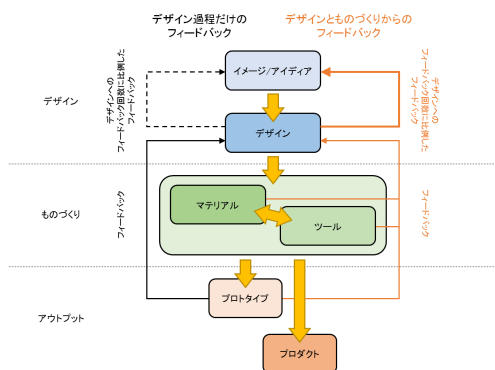 デザイン過程だけの
フィードバック
デザインとものづくりからの
フィードバック
イメージ/アイディア
デザインへの
フィードバック回数に比例した
フィードバック
デザインへの
フィードバック回数に比例した
フィードバック
デザイン
デザイン
マテリアル
ものづくり
フィードバック
フィードバック
ツール
プロトタイプ
アウトプット
プロダクト